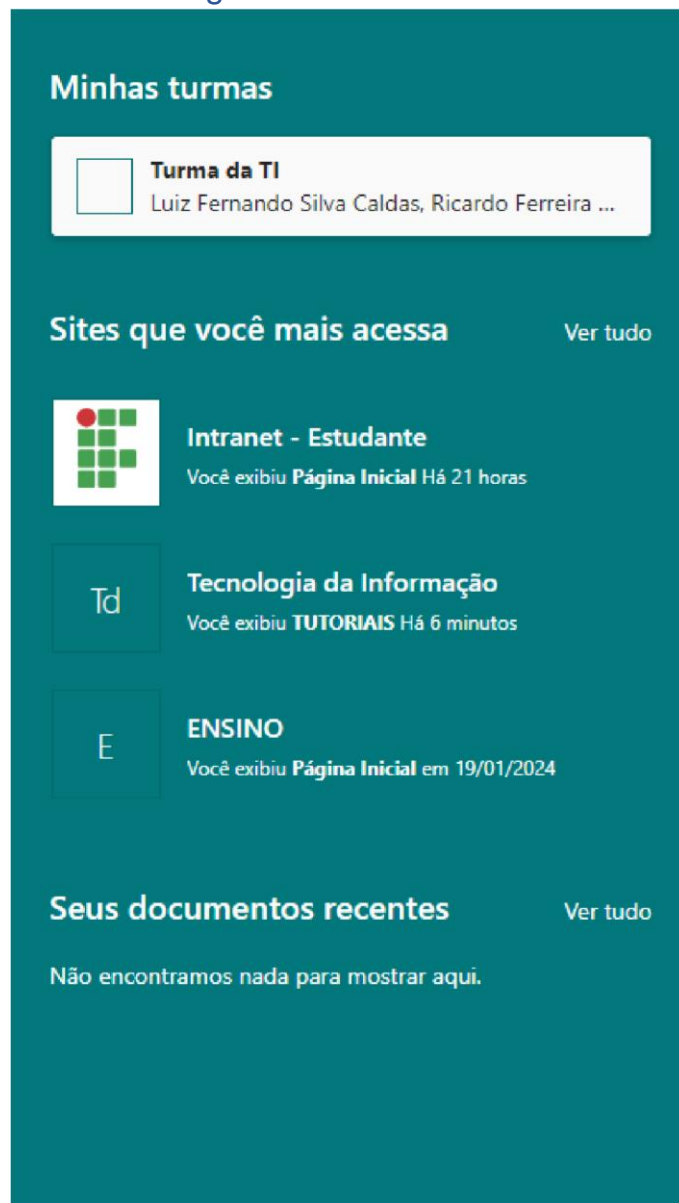 Minhas turmas
Turma da TI
Luiz Fernando Silva Caldas, Ricardo Ferreira ...
Sites que você mais acessa
Ver tudo
Intranet - Estudante
Você exibiu Página Inicial Há 21 horas
Td
Tecnologia da Informação
Você exibiu TUTORIAIS Há 6 minutos
E
ENSINO
Você exibiu Página Inicial em 19/01/2024
Seus documentos recentes
Ver tudo
Não encontramos nada para mostrar aqui.